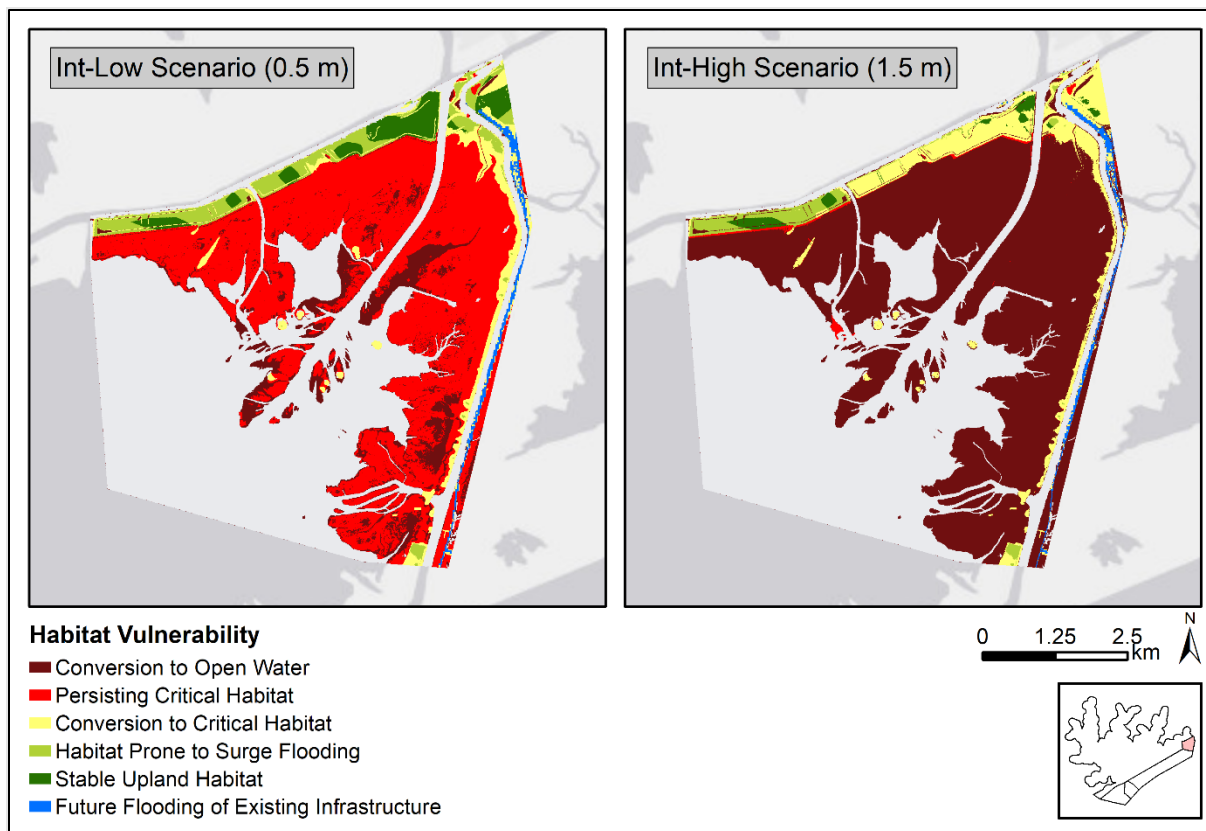 Int-Low Scenario (0.5 m)
Int-High Scenario (1.5 m)
Habitat Vulnerability
Conversion to Open Water
Persisting Critical Habitat
Conversion to Critical Habitat
Habitat Prone to Surge Flooding
Stable Upland Habitat
Future Flooding of Existing Infrastructure
0 1.25 2.5
km
N